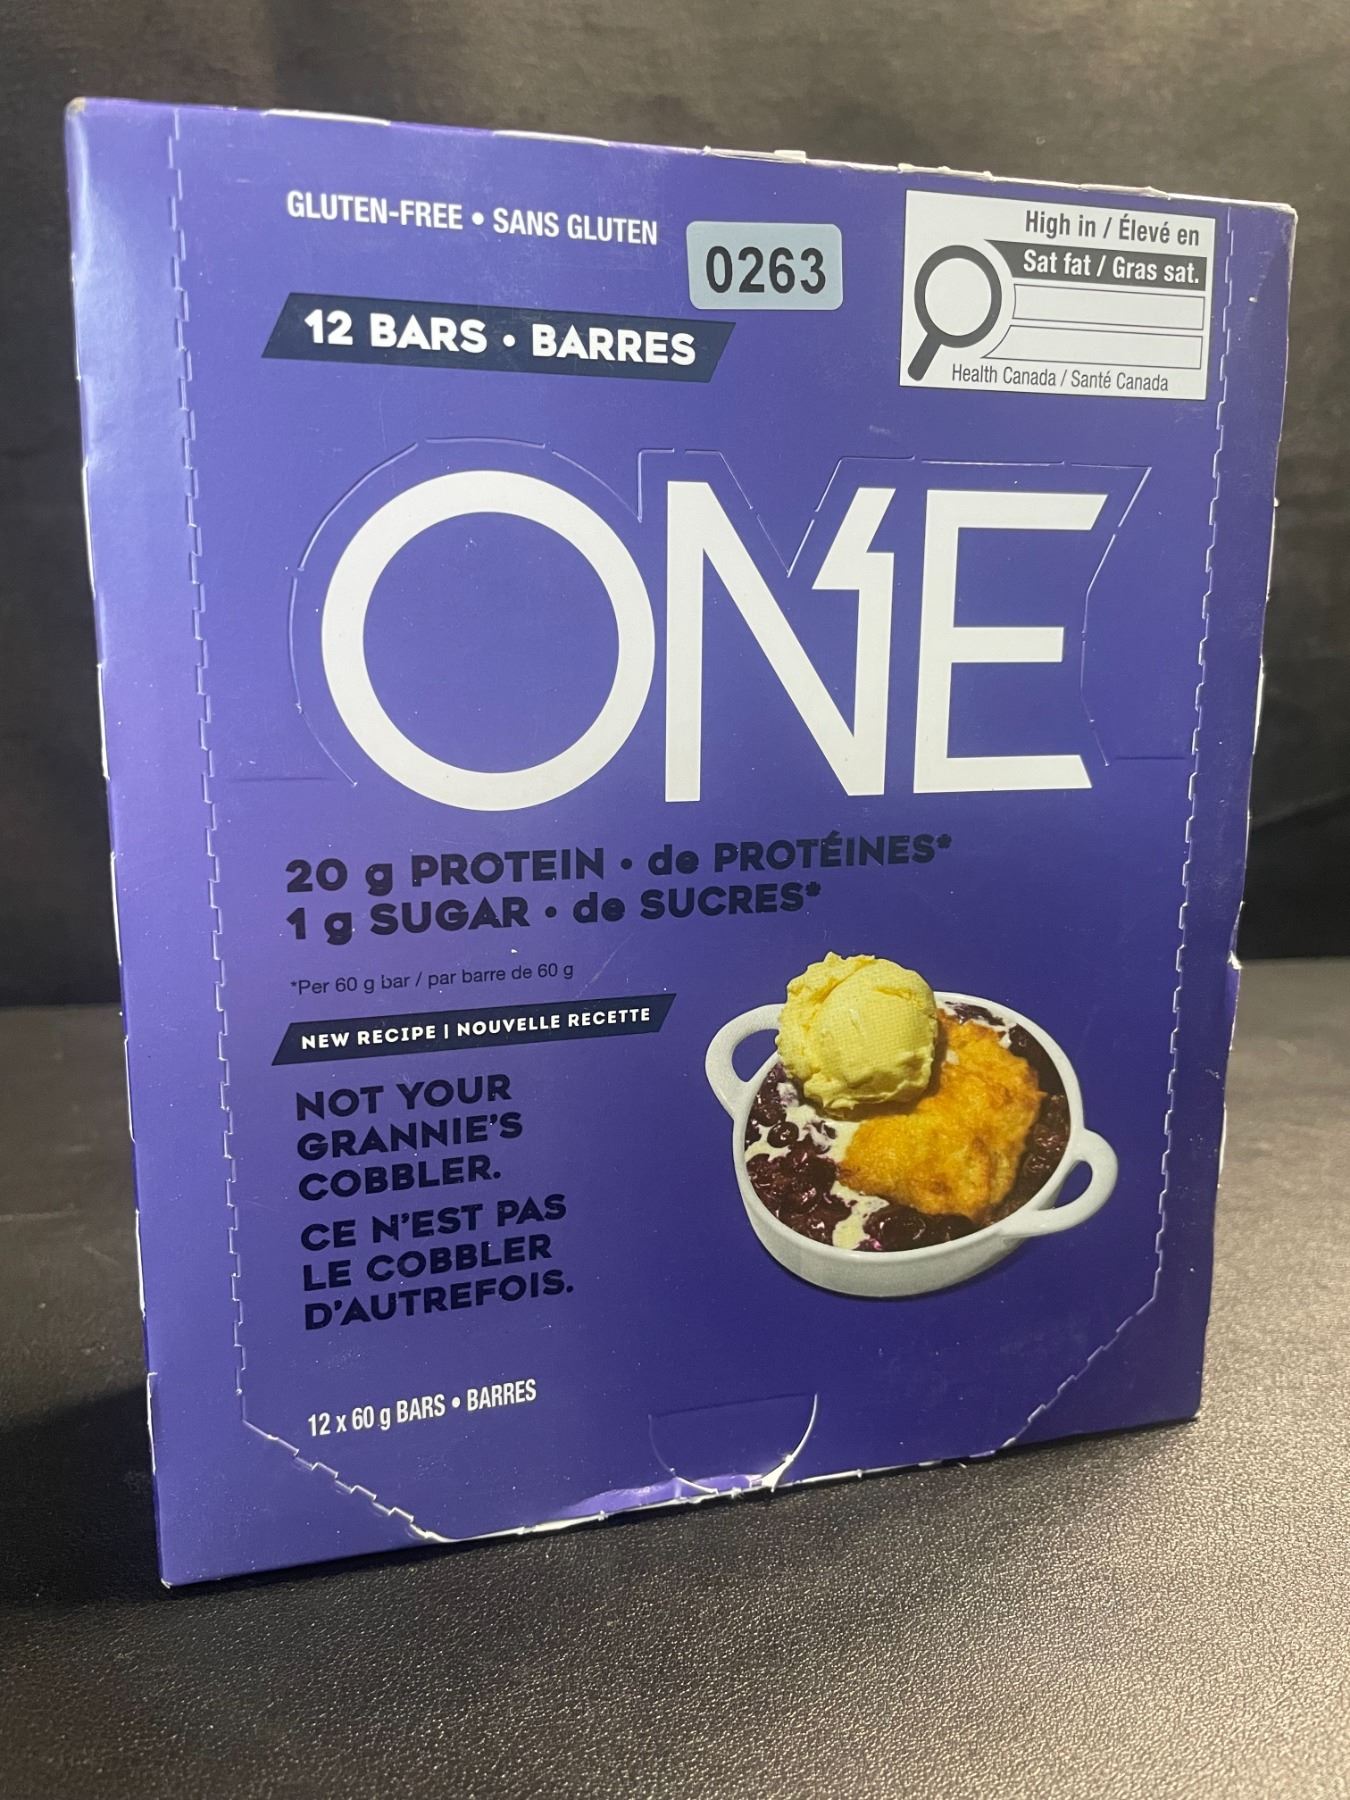 GLUTEN-FREE • SANS GLUTEN
0263
12 BARS • BARRES
High in / Élevé en
Sat fat / Gras sat.
Health Canada / Santé Canada
ONE
20 g PROTEIN • de PROTÉINES*
1 g SUGAR • de SUCRES*
*Per 60 g bar / par barre de 60 g
NEW RECIPE | NOUVELLE RECETTE
NOT YOUR
GRANNIE'S
COBBLER.
CE N'EST PAS
LE COBBLER
D'AUTREFOIS.
12 x 60 g BARS • BARRES